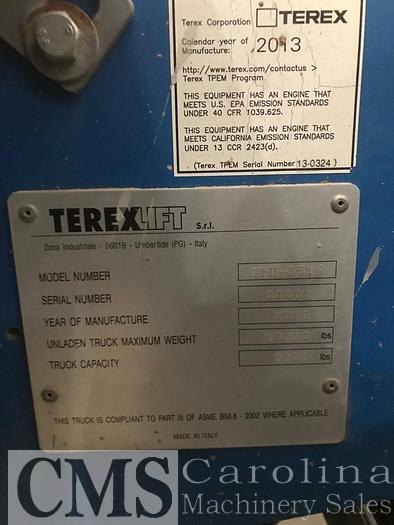 Terex Corporation TEREX
Calendar year of
Manufacture: 2013
http://www.terex.com/contactus >
Terex TPEM Program
THIS EQUIPMENT HAS AN ENGINE THAT
MEETS U.S. EPA EMISSION STANDARDS
UNDER 40 CFR 1039.625.
THIS EQUIPMENT HAS AN ENGINE THAT
MEETS CALIFORNIA EMISSION STANDARDS
UNDER 13 CCR 2423(d).
(Terex TPEM Serial Number 13-0324)
TEREXLIFT S.r.l.
Zona Industriale - 06019 - Umbertide (PG) - Italy
MODEL NUMBER
SERIAL NUMBER
YEAR OF MANUFACTURE 2013
UNLADEN TRUCK MAXIMUM WEIGHT lbs
TRUCK CAPACITY lbs
THIS TRUCK IS COMPLIANT TO PART III OF ASME B56.6 - 2002 WHERE APPLICABLE
MADE IN ITALY
CMS Carolina
Machinery Sales